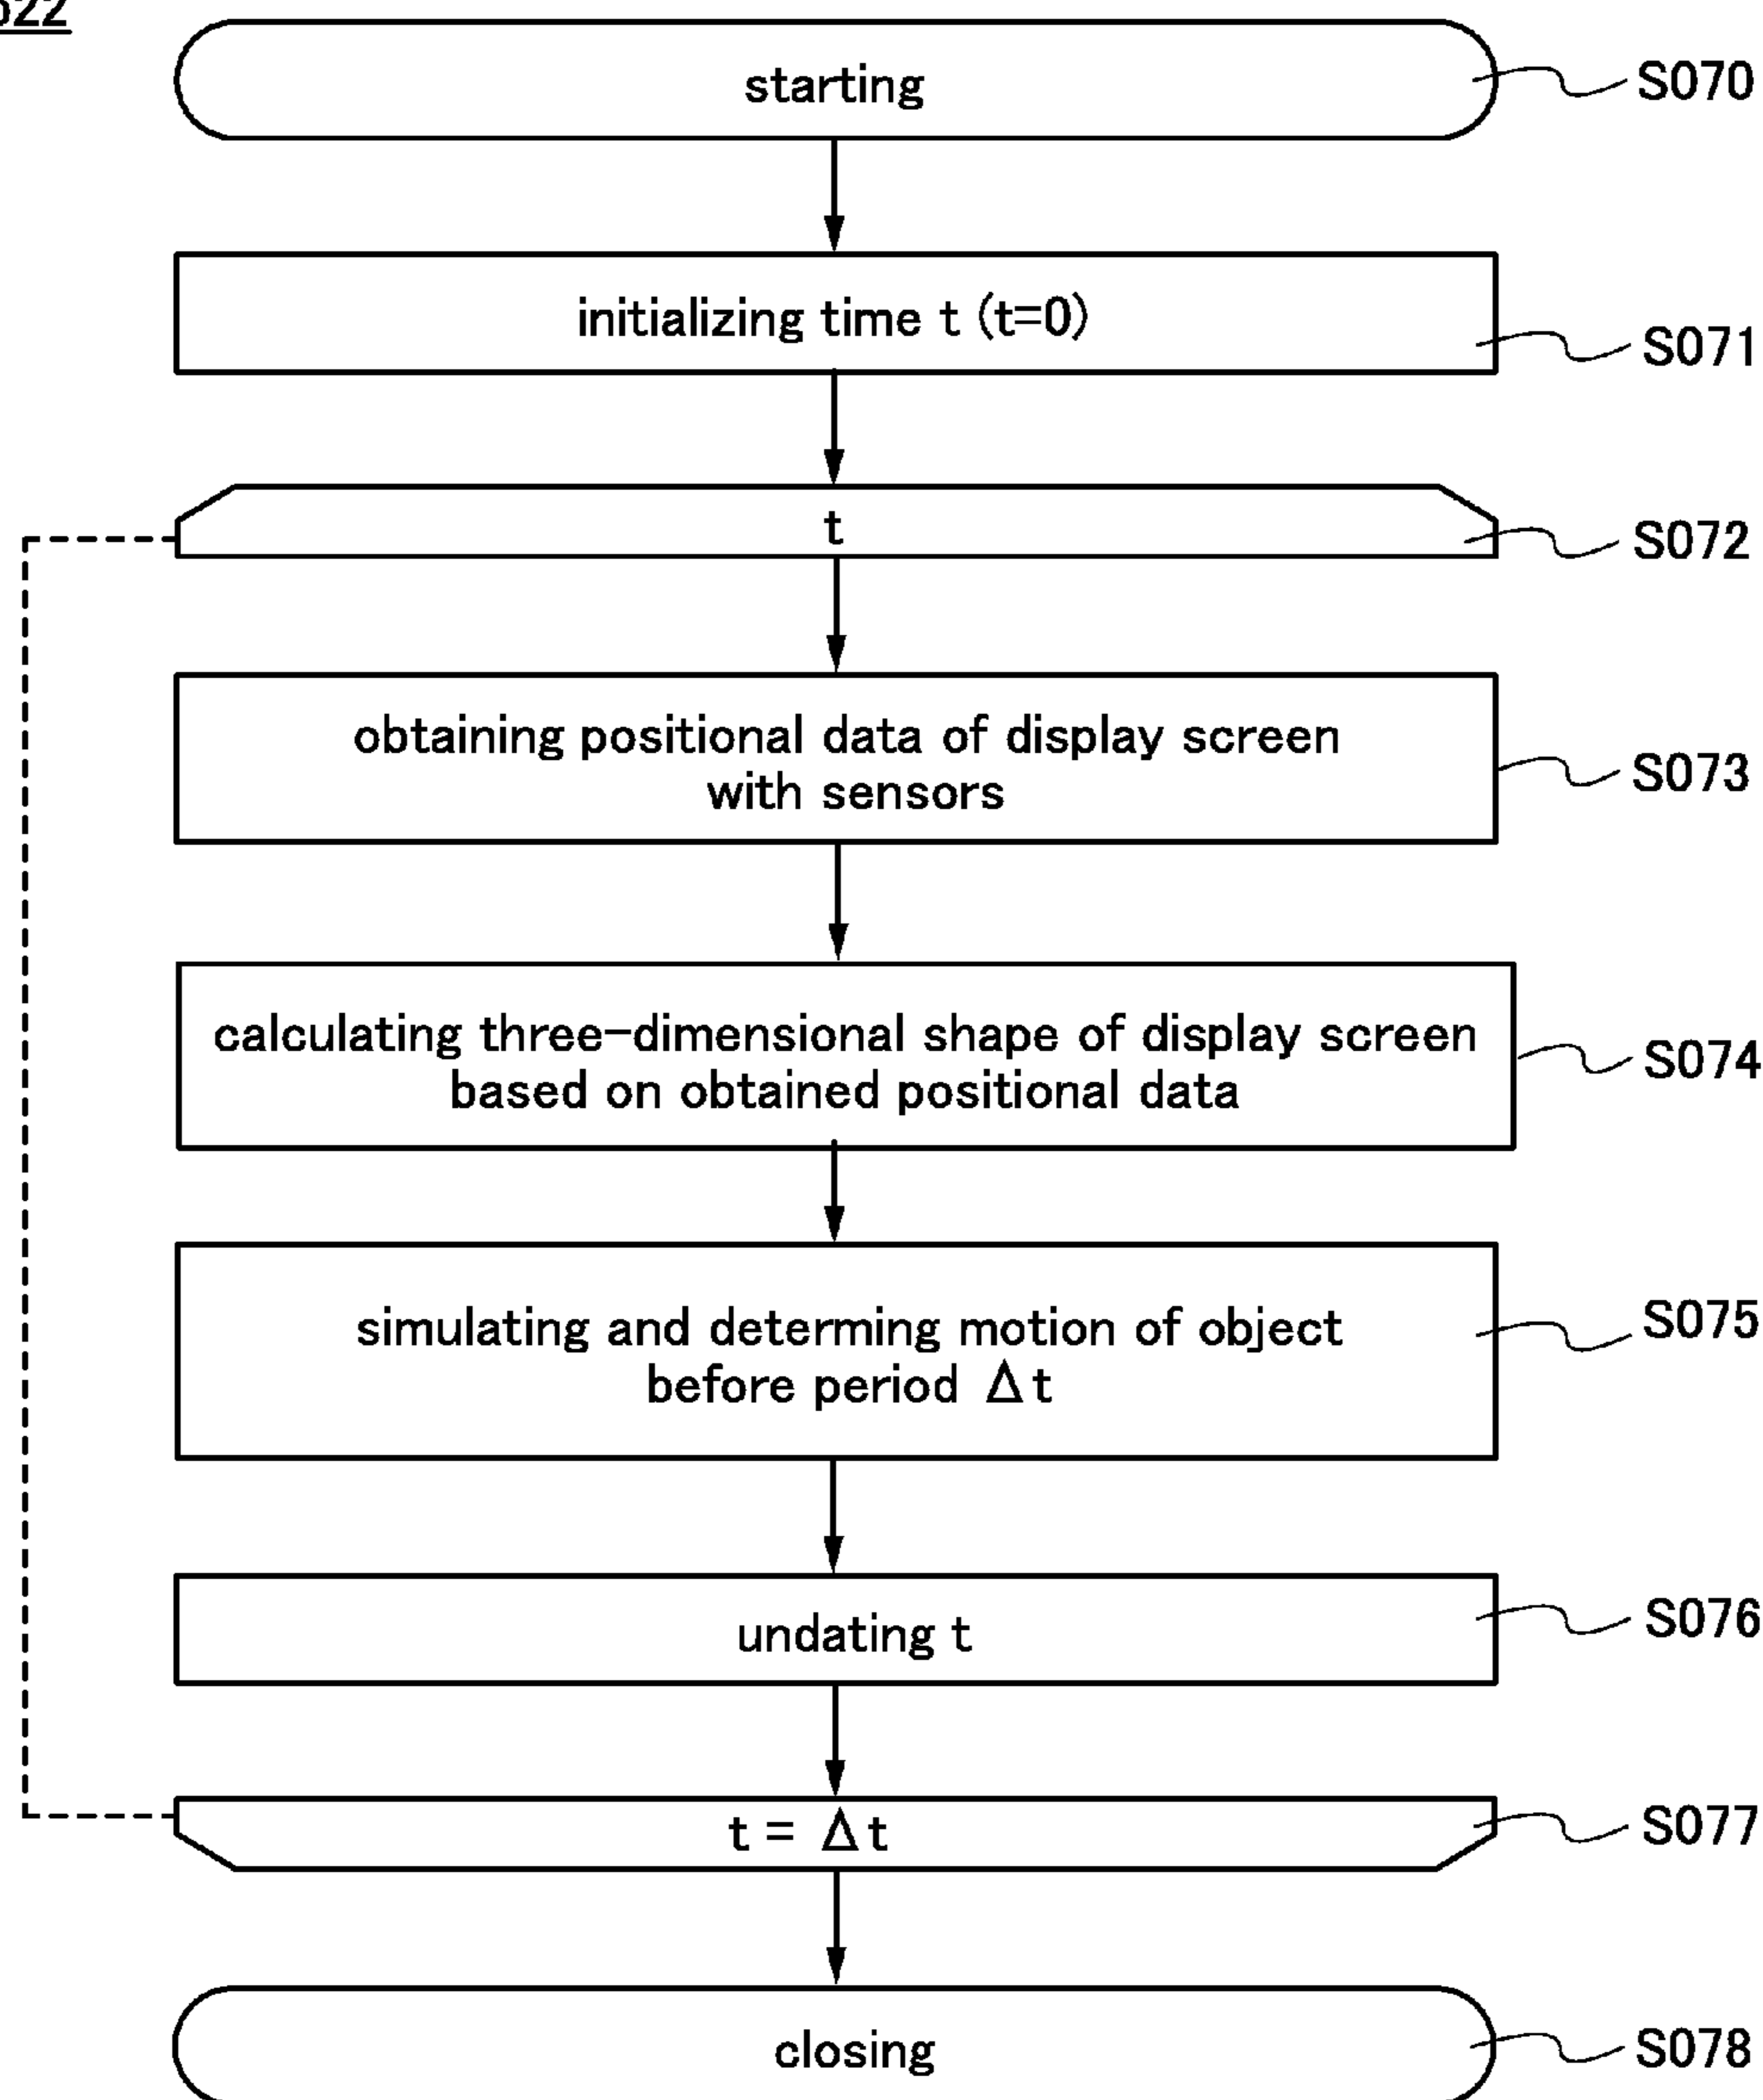 starting
S070
initializing time t (t=0)
S071
t
S072
obtaining positional data of display screen
with sensors
S073
calculating three-dimensional shape of display screen
based on obtained positional data
S074
simulating and determing motion of object
before period Δt
S075
undating t
S076
t = Δt
S077
closing
S078